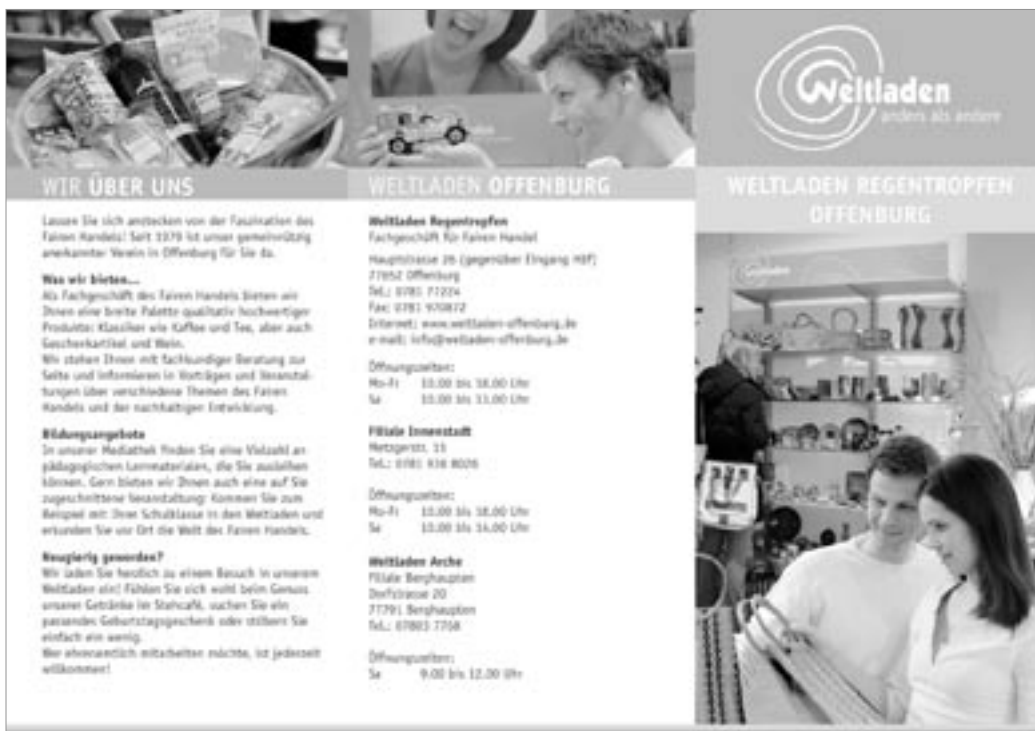 WIR ÜBER UNS
Lassen Sie sich anstecken von der Faszination des
Fairen Handels! Seit 1979 ist unser gemeinnützig
anerkannter Verein in Offenburg für Sie da.
Was wir bieten...
Als Fachgeschäft des Fairen Handels bieten wir
Ihnen eine breite Palette qualitativ hochwertiger
Produkte: Klassiker wie Kaffee und Tee, aber auch
Geschenkartikel und Wein.
Wir stehen Ihnen mit fachkundiger Beratung zur
Seite und informieren in Vorträgen und Veranstal-
tungen über verschiedene Themen des Fairen
Handels und der nachhaltigen Entwicklung.
Bildungsangebote
In unserer Mediathek finden Sie eine Vielzahl an
pädagogischen Lernmaterialen, die Sie ausleihen
können. Gern bieten wir Ihnen auch eine auf Sie
zugeschnittene Veranstaltung: Kommen Sie zum
Beispiel mit Ihrer Schulklasse in den Weltladen und
erkunden Sie vor Ort die Welt des Fairen Handels.
Neugierig geworden?
Wir laden Sie herzlich zu einem Besuch in unserem
Weltladen ein! Fühlen Sie sich wohl beim Genuss
unserer Getränke im Stehcafé, suchen Sie ein
passendes Geburtstagsgeschenk oder stöbern Sie
einfach ein wenig.
Wer ehrenamtlich mitarbeiten möchte, ist jederzeit
willkommen!
WELTLADEN OFFENBURG
Weltladen Regentropfen
Fachgeschäft für Fairen Handel
Hauptstrasse 26 (gegenüber Eingang Höf)
77652 Offenburg
Tel.: 0781 77224
Fax: 0781 970872
Internet: www.weltladen-offenburg.de
e-mail: info@weltladen-offenburg.de
Öffnungszeiten:
Mo-Fr 10.00 bis 18.00 Uhr
Sa 10.00 bis 13.00 Uhr
Filiale Innenstadt
Metzgerstr. 15
Tel.: 0781 936 8026
Öffnungszeiten:
Mo-Fr 10.00 bis 18.00 Uhr
Sa 10.00 bis 14.00 Uhr
Weltladen Arche
Filiale Berghaupten
Dorfstrasse 20
77791 Berghaupten
Tel.: 07803 7758
Öffnungszeiten:
Sa 9.00 bis 12.00 Uhr
Weltladen
anders als andere
WELTLADEN REGENTROPFEN
OFFENBURG
Weltladen